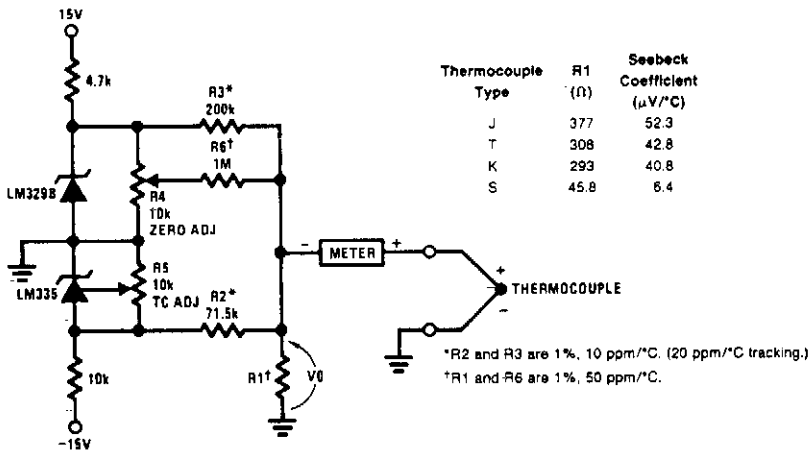 15V
4.7k
R3*
200k
R6†
1M
LM329B
R4
10k
ZERO ADJ
LM335
R5
10k
TC ADJ
R2*
71.5k
10k
-15V
R1†
V0
- METER +
+
THERMOCOUPLE
-
Thermocouple Type R1 (Ω) Seebeck Coefficient (μV/°C)
J 377 52.3
T 308 42.8
K 293 40.8
S 45.8 6.4
*R2 and R3 are 1%, 10 ppm/°C. (20 ppm/°C tracking.)
†R1 and R6 are 1%, 50 ppm/°C.